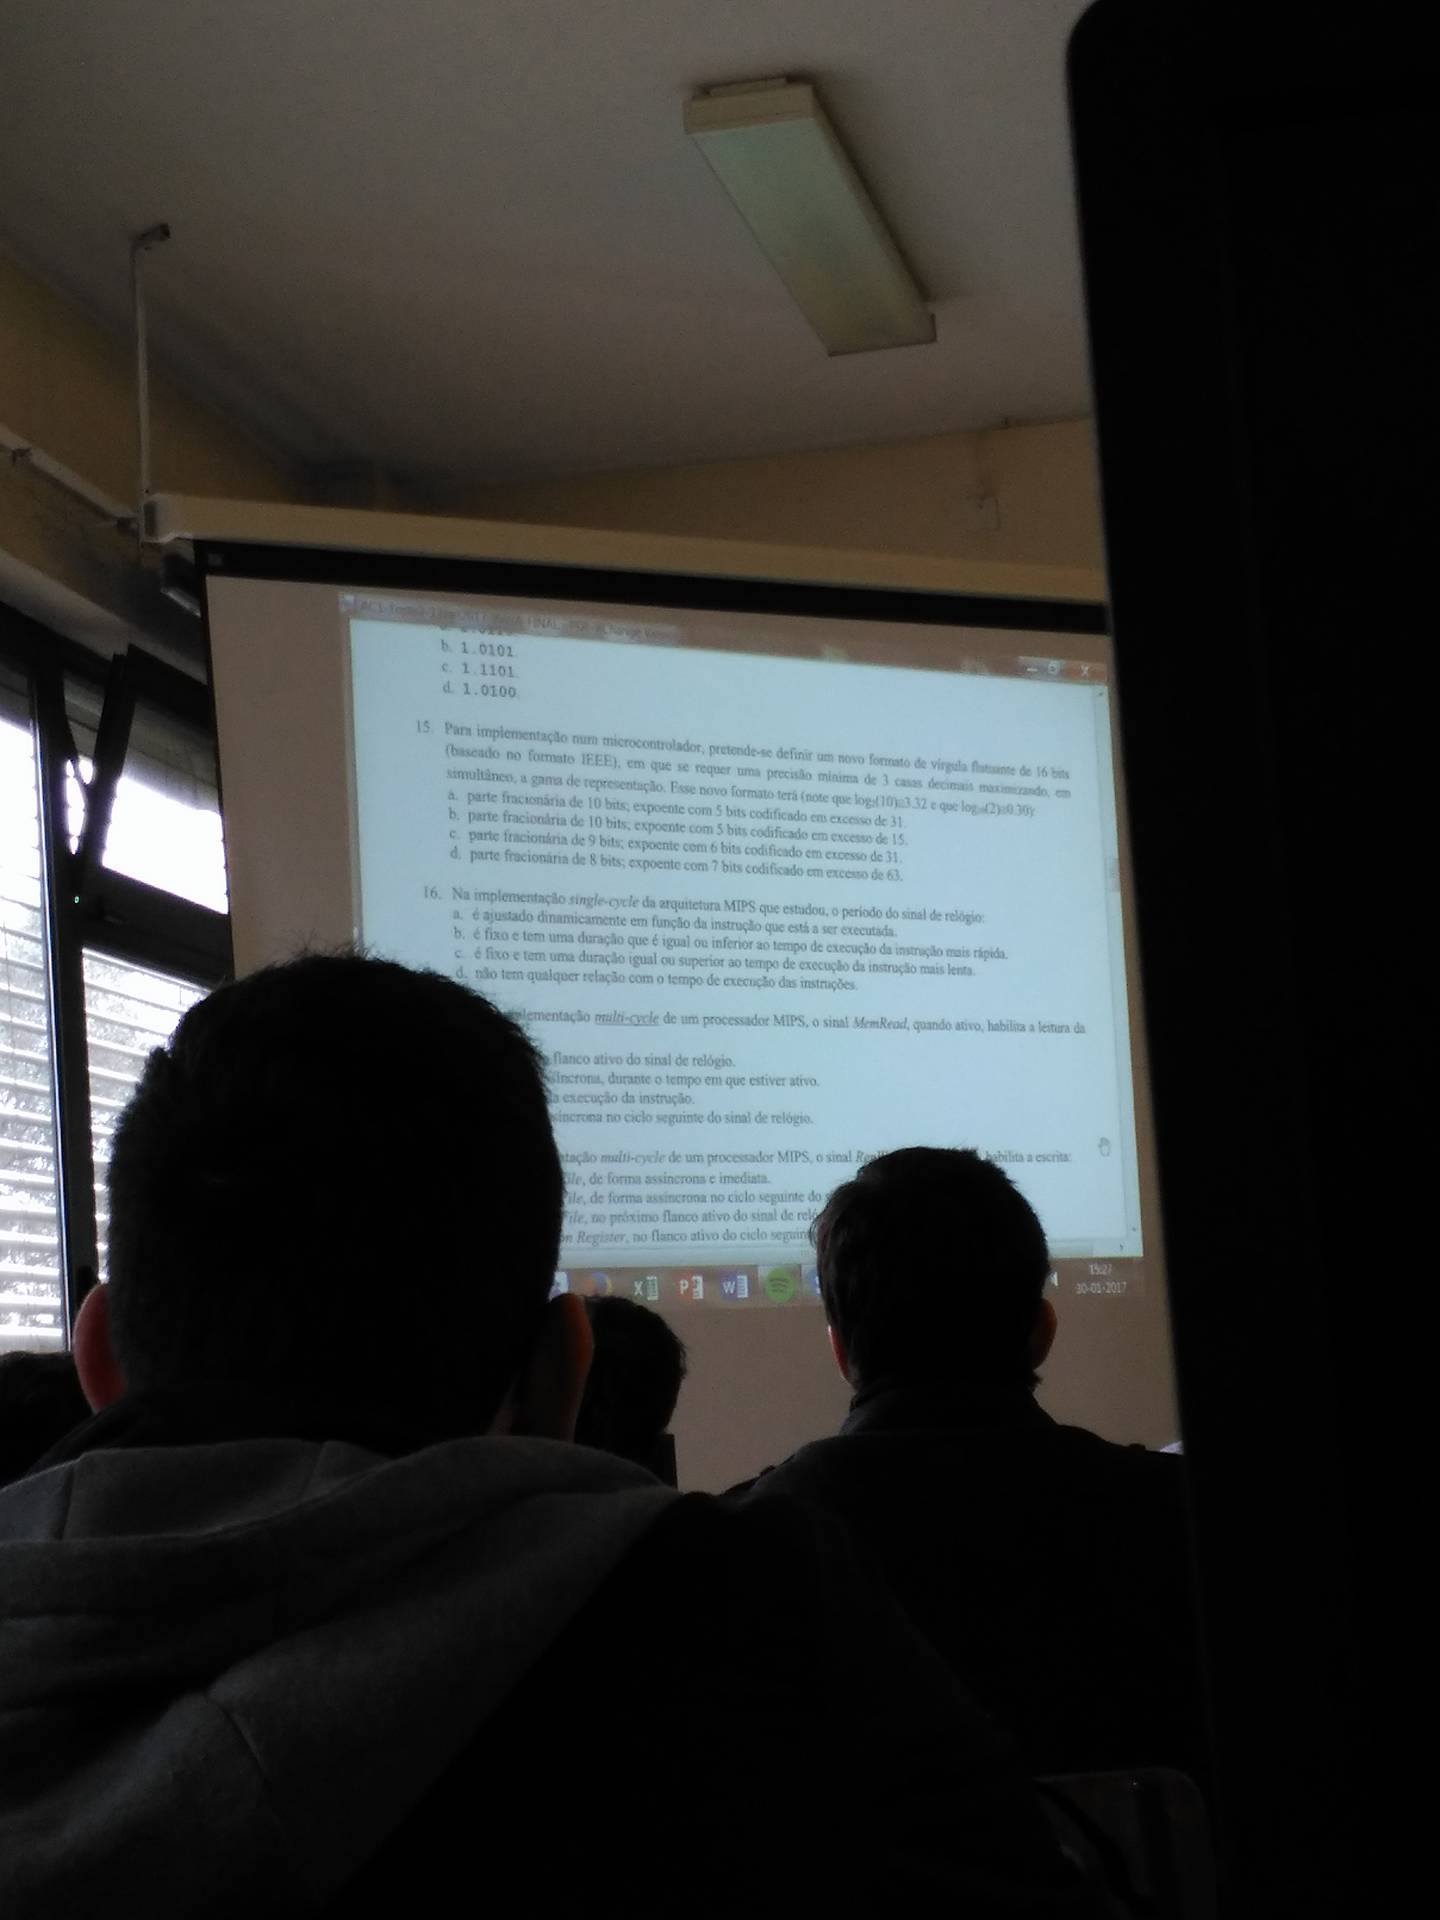 b. 1.0101
c. 1.1101
d. 1.0100
15. Para implementação num microcontrolador, pretende-se definir um novo formato de vírgula flutuante de 16 bits
(baseado no formato IEEE), em que se requer uma precisão mínima de 3 casas decimais maximizando, em
simultâneo, a gama de representação. Esse novo formato terá (note que log₂(10)≅3.32 e que log₁₀(2)≅0.30):
a. parte fracionária de 10 bits; expoente com 5 bits codificado em excesso de 31.
b. parte fracionária de 10 bits; expoente com 5 bits codificado em excesso de 15.
c. parte fracionária de 9 bits; expoente com 6 bits codificado em excesso de 31.
d. parte fracionária de 8 bits; expoente com 7 bits codificado em excesso de 63.
16. Na implementação single-cycle da arquitetura MIPS que estudou, o período do sinal de relógio:
a. é ajustado dinamicamente em função da instrução que está a ser executada.
b. é fixo e tem uma duração que é igual ou inferior ao tempo de execução da instrução mais rápida.
c. é fixo e tem uma duração igual ou superior ao tempo de execução da instrução mais lenta.
d. não tem qualquer relação com o tempo de execução das instruções.
multi-cycle de um processador MIPS, o sinal MemRead, quando ativo, habilita a leitura da
flanco ativo do sinal de relógio.
síncrona, durante o tempo em que estiver ativo.
a execução da instrução.
síncrona no ciclo seguinte do sinal de relógio.
multi-cycle de um processador MIPS, o sinal habilita a escrita:
de forma assíncrona e imediata.
de forma assíncrona no ciclo seguinte do
no próximo flanco ativo do sinal de
Register, no flanco ativo do ciclo
15:27
30-01-2017